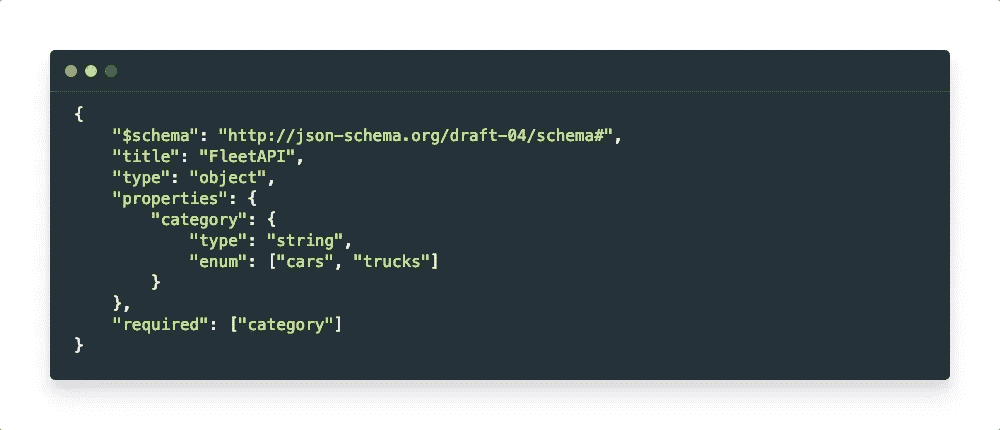 {
    "$schema": "http://json-schema.org/draft-04/schema#",
    "title": "FleetAPI",
    "type": "object",
    "properties": {
        "category": {
            "type": "string",
            "enum": ["cars", "trucks"]
        }
    },
    "required": ["category"]
}